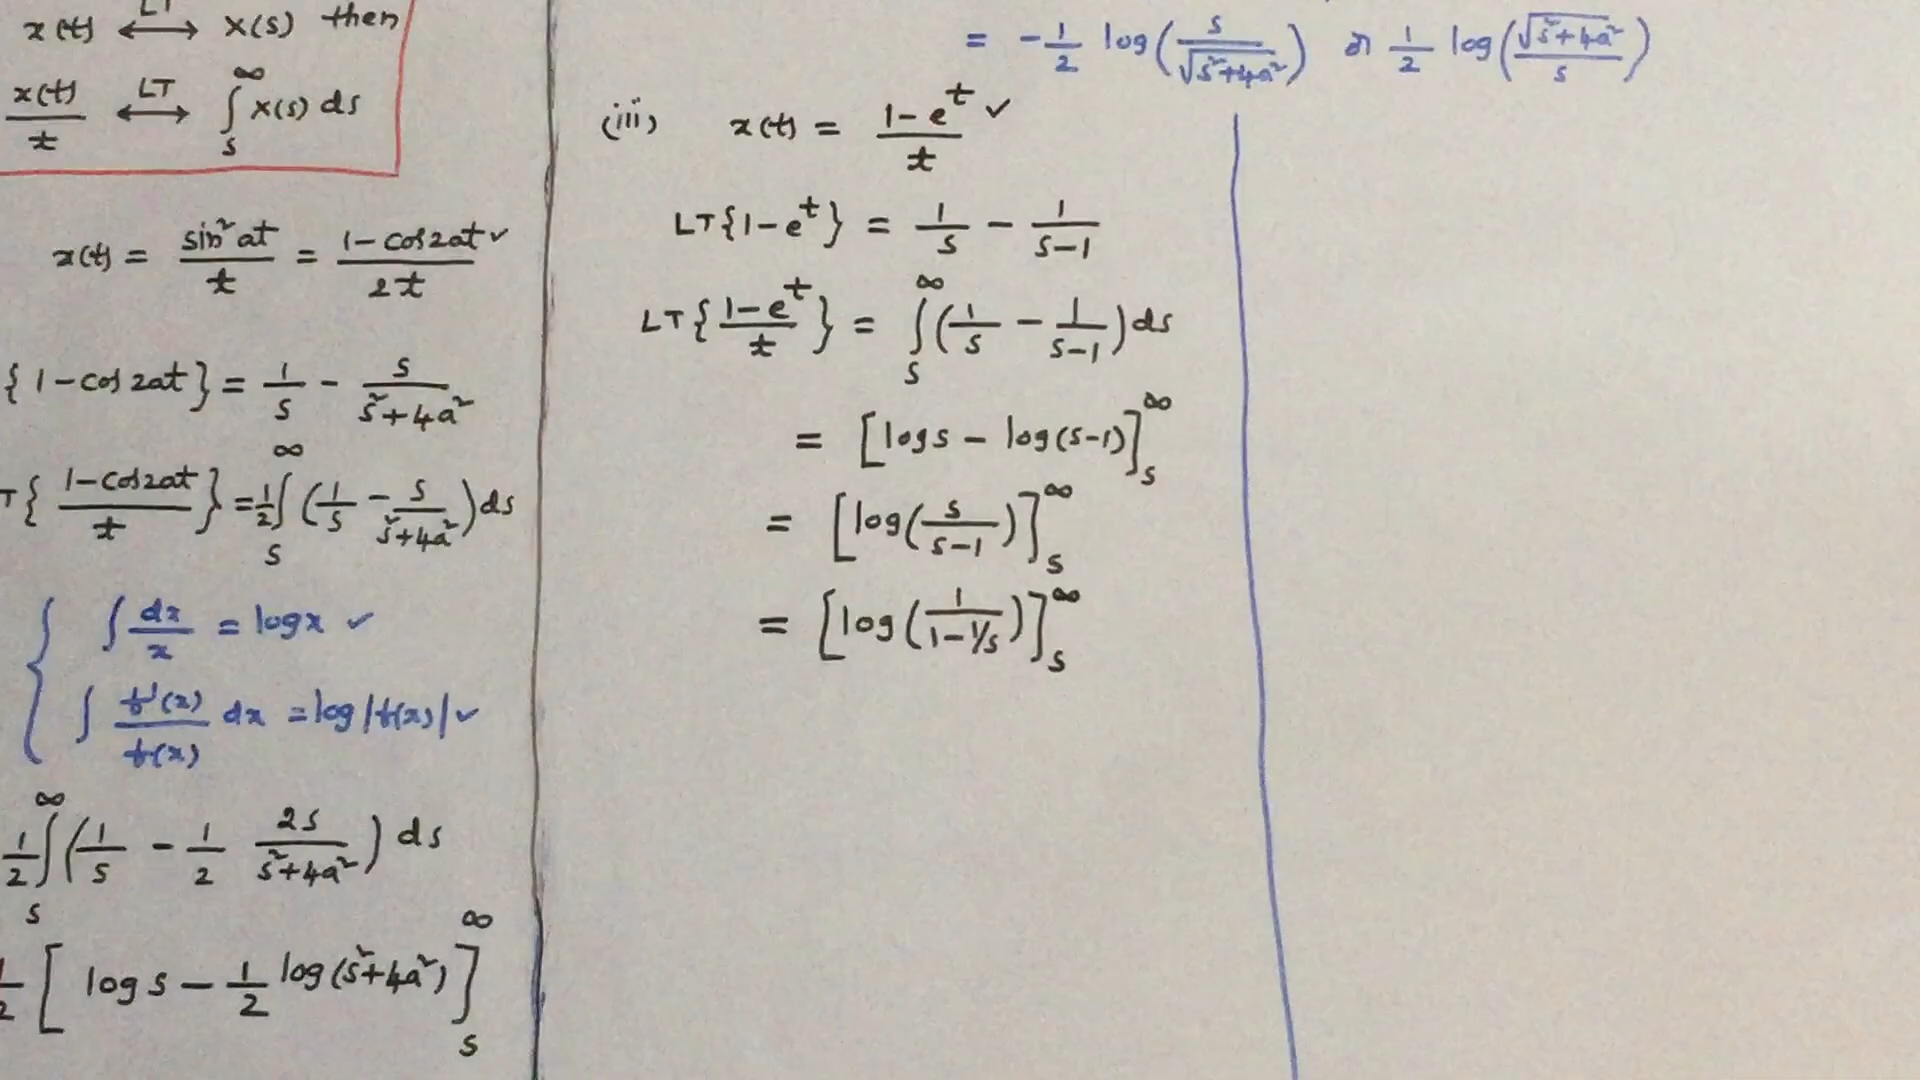 x(t) ⟷ X(s) then
x(t)/t ⟷ LT ∫_s^∞ X(s) ds
x(t) = sin²at/t = (1-cos2at)/2t ✓
{1-cos2at} = 1/s - s/(s²+4a²)
T{(1-cos2at)/t} = 1/2 ∫_s^∞ (1/s - s/(s²+4a²)) ds
∫ dx/x = log x ✓
∫ f'(x)/f(x) dx = log|f(x)| ✓
1/2 ∫_s^∞ (1/s - 1/2 2s/(s²+4a²)) ds
1/2 [log s - 1/2 log(s²+4a²)]_s^∞
= -1/2 log(s/√(s²+4a²)) or 1/2 log(√(s²+4a²)/s)
(iii) x(t) = (1-e^t)/t ✓
LT{1-e^t} = 1/s - 1/(s-1)
LT{(1-e^t)/t} = ∫_s^∞ (1/s - 1/(s-1)) ds
= [log s - log(s-1)]_s^∞
= [log(s/(s-1))]_s^∞
= [log(1/(1-1/s))]_s^∞